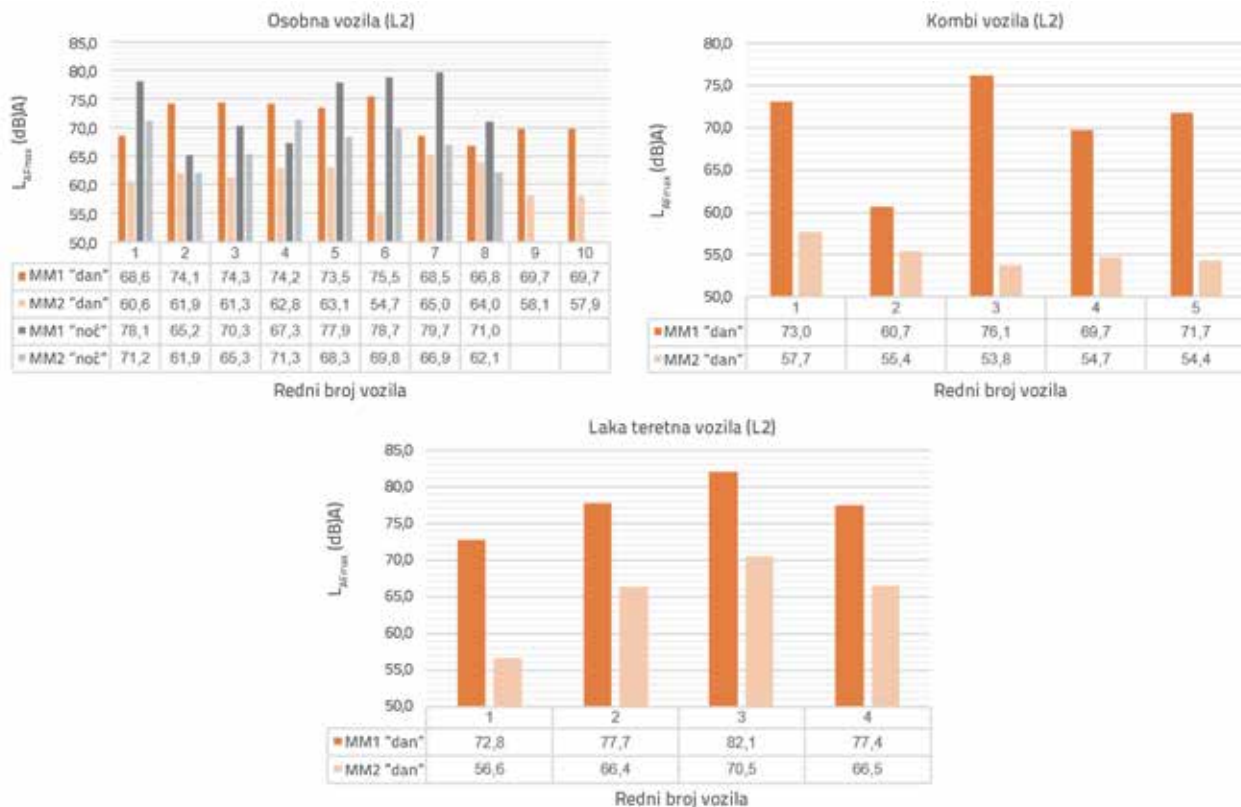 Osobna vozila (L2)
L_AFmax (dB)A)
85,0
80,0
75,0
70,0
65,0
60,0
55,0
50,0
1 2 3 4 5 6 7 8 9 10
MM1 "dan" 68,6 74,1 74,3 74,2 73,5 75,5 68,5 66,8 69,7 69,7
MM2 "dan" 60,6 61,9 61,3 62,8 63,1 54,7 65,0 64,0 58,1 57,9
MM1 "noć" 78,1 65,2 70,3 67,3 77,9 78,7 79,7 71,0
MM2 "noć" 71,2 61,9 65,3 71,3 68,3 69,8 66,9 62,1
Redni broj vozila
Kombi vozila (L2)
L_AFmax (dB)A)
80,0
75,0
70,0
65,0
60,0
55,0
50,0
1 2 3 4 5
MM1 "dan" 73,0 60,7 76,1 69,7 71,7
MM2 "dan" 57,7 55,4 53,8 54,7 54,4
Redni broj vozila
Laka teretna vozila (L2)
L_AFmax (dB)A)
85,0
80,0
75,0
70,0
65,0
60,0
55,0
50,0
1 2 3 4
MM1 "dan" 72,8 77,7 82,1 77,4
MM2 "dan" 56,6 66,4 70,5 66,5
Redni broj vozila